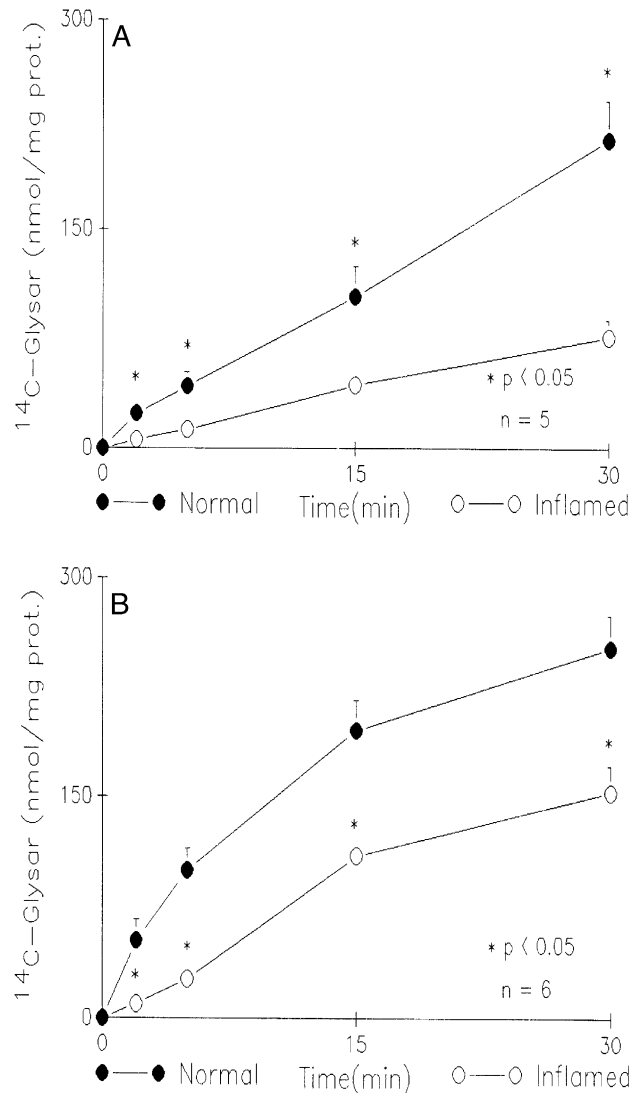 A
300
150
0
¹⁴C-Glysar (nmol/mg prot.)
*
*
*
*
* p < 0.05
n = 5
0 15 30
Normal Time(min) Inflamed
B
300
150
0
¹⁴C-Glysar (nmol/mg prot.)
*
*
*
*
* p < 0.05
n = 6
0 15 30
Normal Time(min) Inflamed